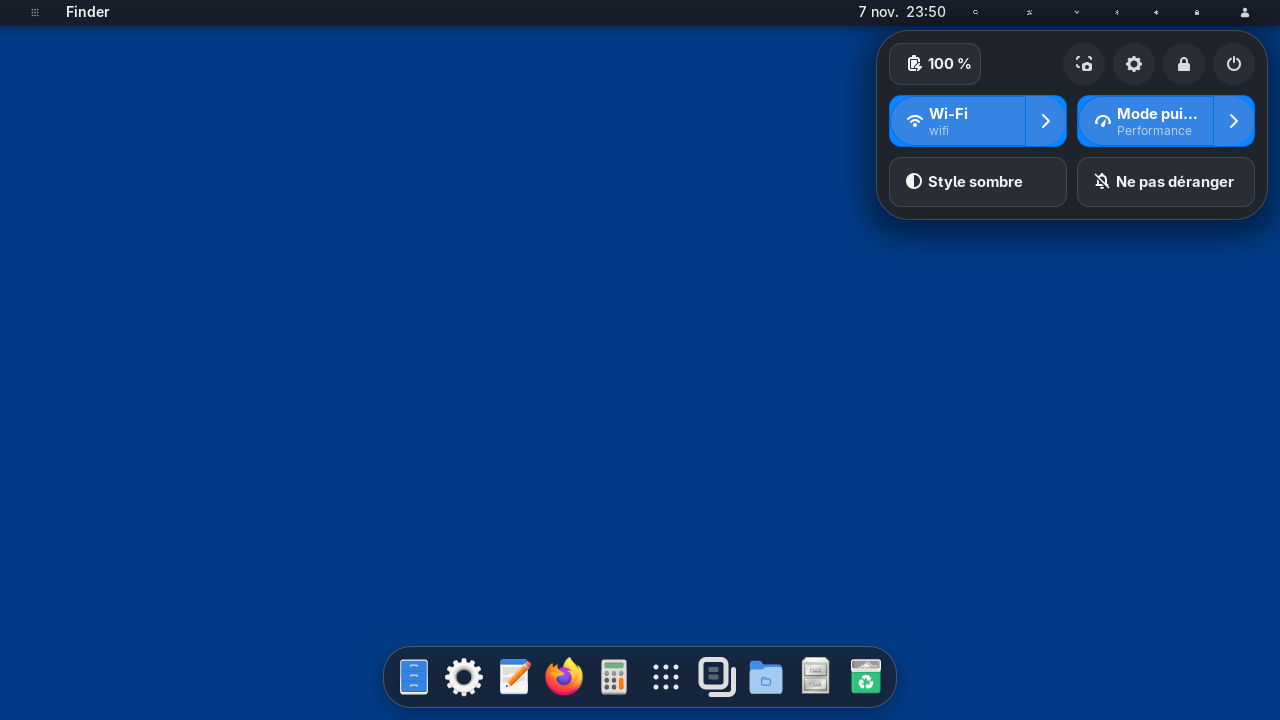 Finder
7 nov. 23:50
100 %
Wi-Fi
wifi
Mode pui…
Performance
Style sombre
Ne pas déranger